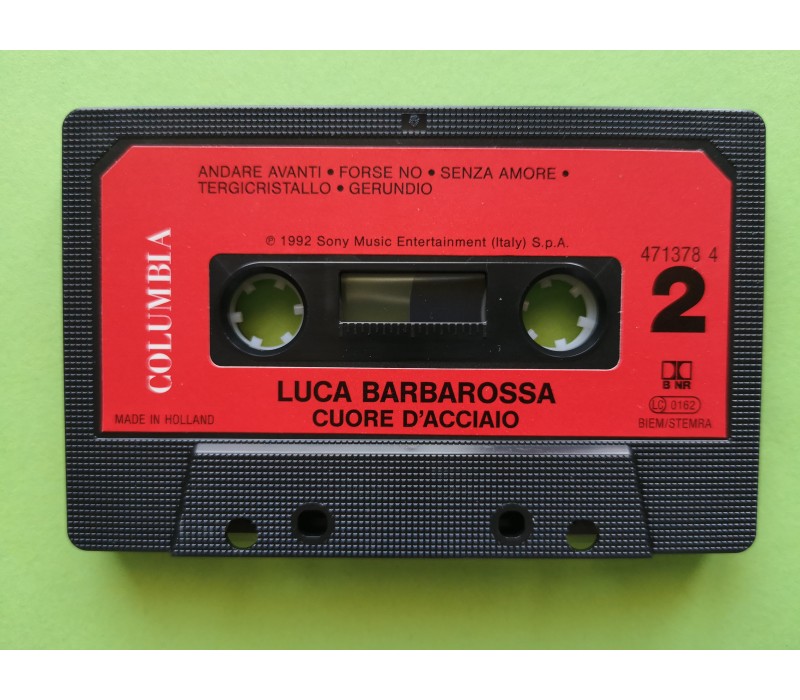 ANDARE AVANTI • FORSE NO • SENZA AMORE •
TERGICRISTALLO • GERUNDIO
℗ 1992 Sony Music Entertainment (Italy) S.p.A.
COLUMBIA
471378 4
2
B NR
LC 0162
BIEM/STEMRA
LUCA BARBAROSSA
CUORE D'ACCIAIO
MADE IN HOLLAND